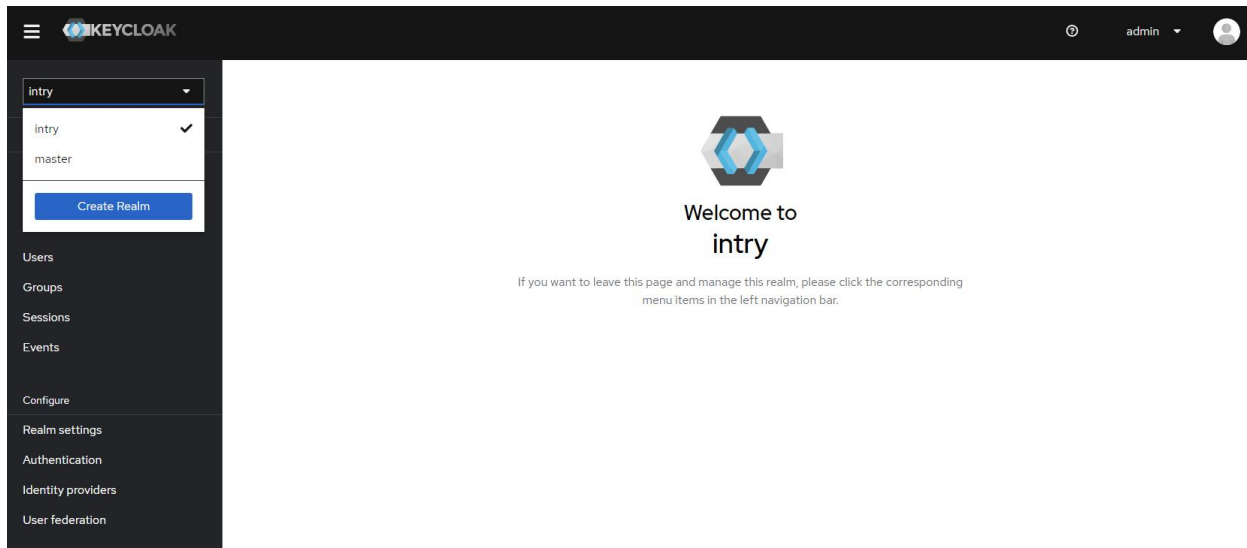 KEYCLOAK
admin
intry
intry
master
Create Realm
Users
Groups
Sessions
Events
Configure
Realm settings
Authentication
Identity providers
User federation
Welcome to
intry
If you want to leave this page and manage this realm, please click the corresponding
menu items in the left navigation bar.